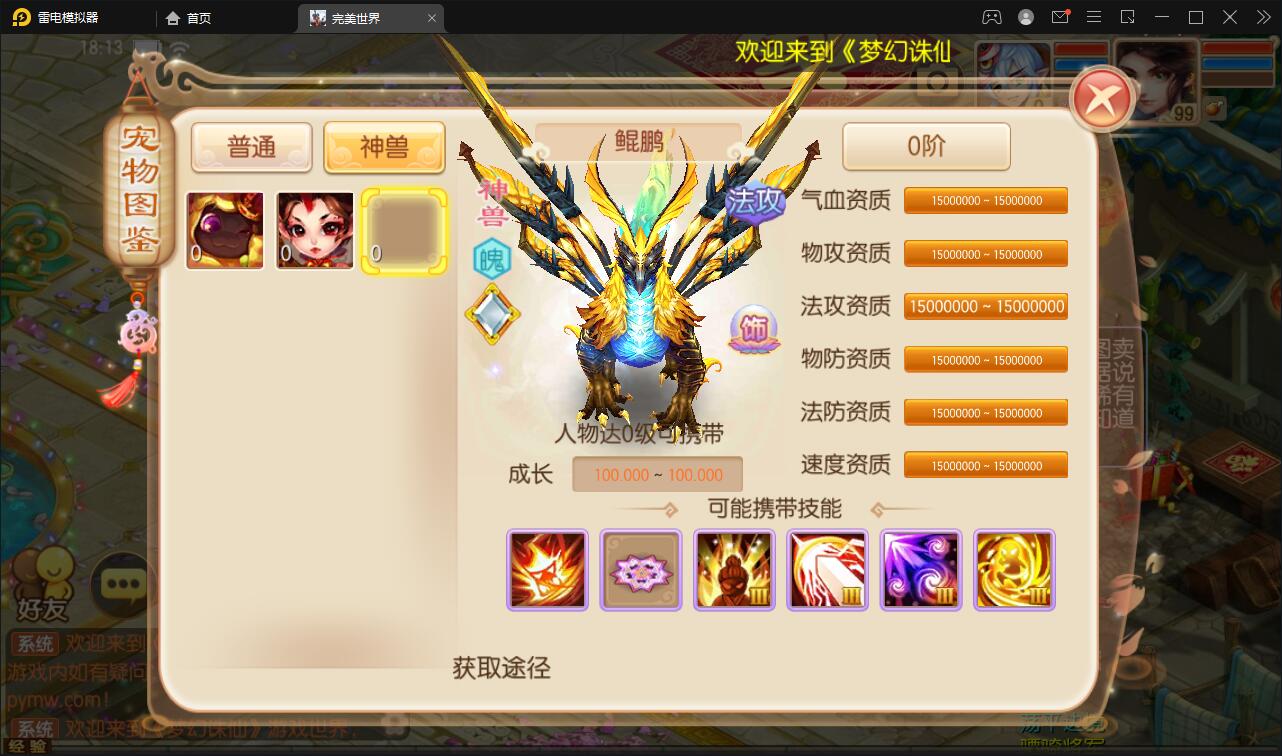 雷电模拟器
首页
完美世界
18:13
欢迎来到《梦幻诛仙
99
宠物图鉴
普通
神兽
鲲鹏
0阶
神兽
魄
法攻
饰
0
0
0
气血资质 15000000 ~ 15000000
物攻资质 15000000 ~ 15000000
法攻资质 15000000 ~ 15000000
物防资质 15000000 ~ 15000000
法防资质 15000000 ~ 15000000
速度资质 15000000 ~ 15000000
人物达0级可携带
成长 100.000 ~ 100.000
可能携带技能
III
III
III
III
获取途径
好友
系统 欢迎来到
游戏内如有疑问
pymw.com!
系统 欢迎来到《梦幻诛仙》游戏世界，
经验